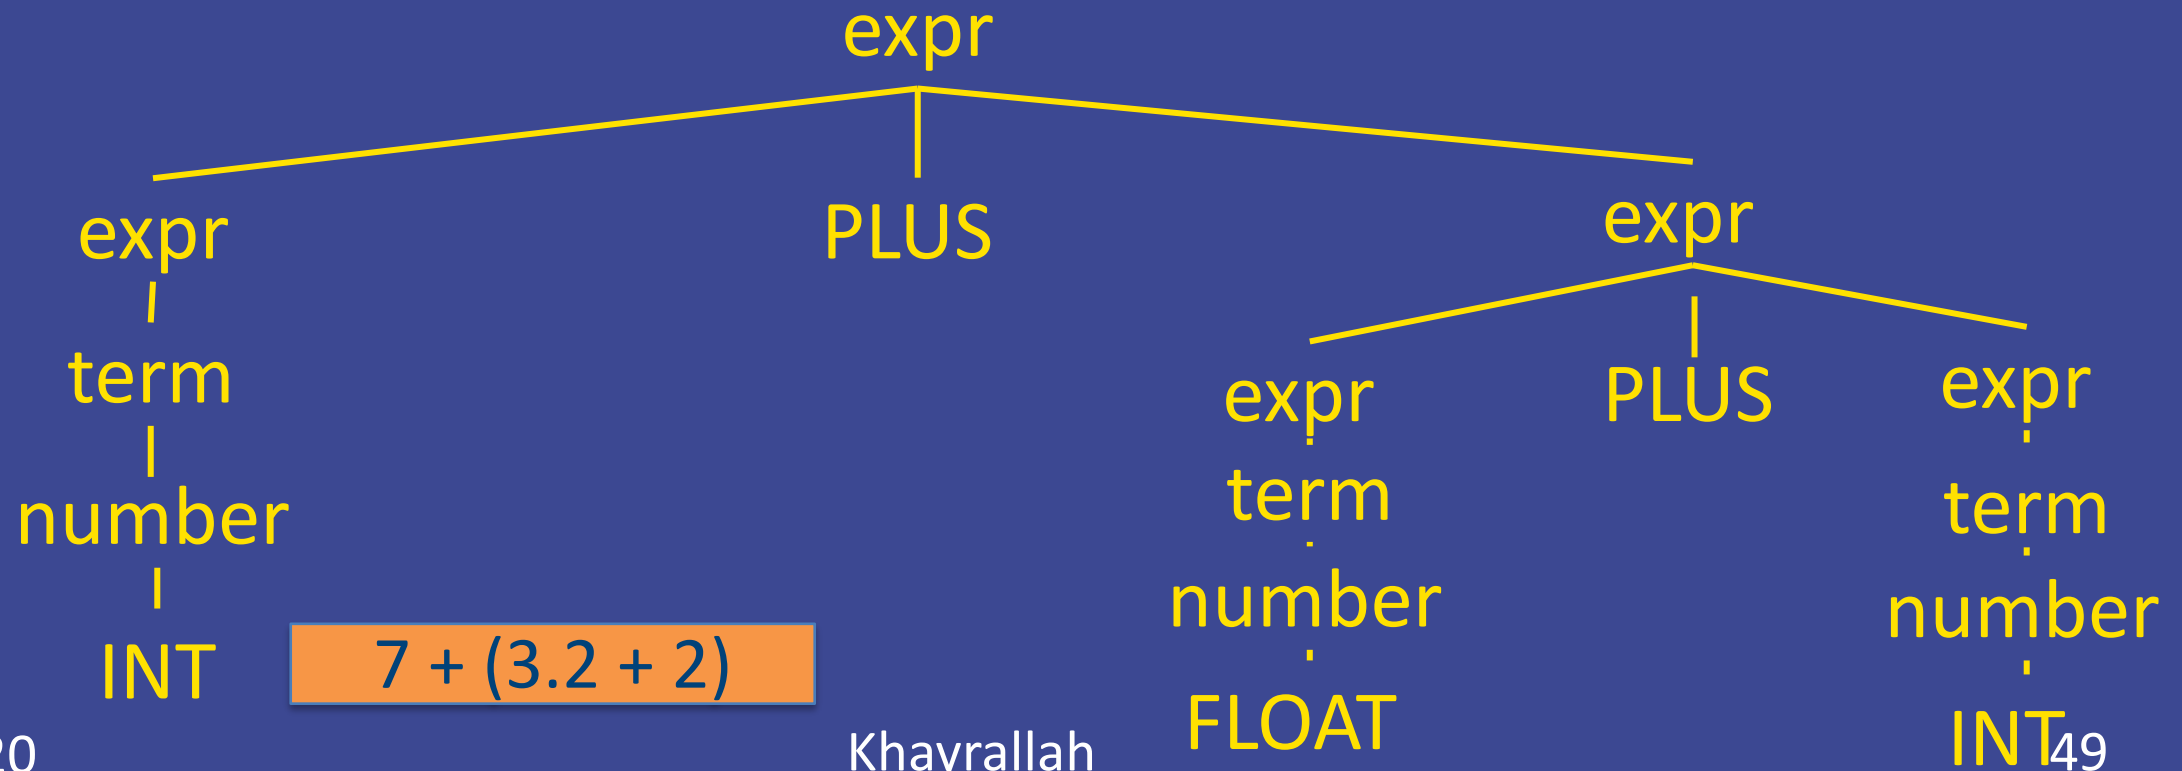 expr
expr PLUS expr
term expr PLUS expr
number term term
INT number number
7 + (3.2 + 2) FLOAT INT
20 Khayrallah 49